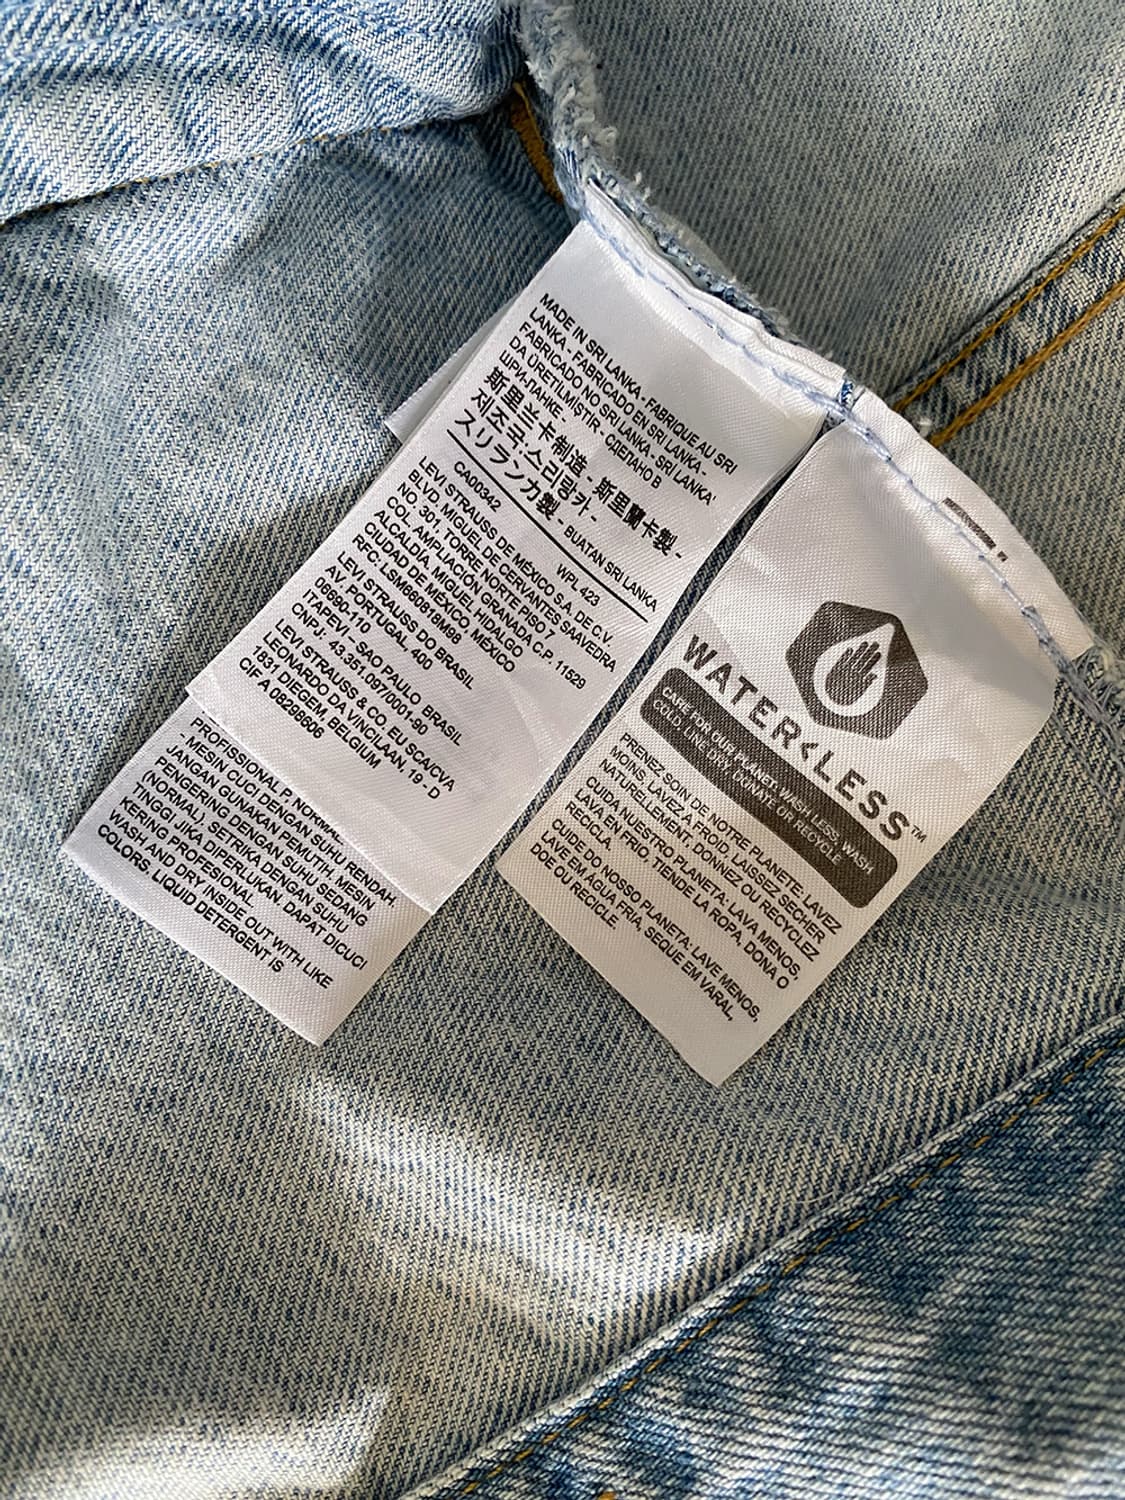 MADE IN SRI LANKA - FABRIQUE AU SRI
LANKA - FABRICADO EN SRI LANKA -
FABRICADO NO SRI LANKA - SRİ LANKA'
DA ÜRETİLMİŞTİR - СДЕЛАНО В
ШРИ-ЛАНКЕ -
斯里兰卡制造 - 斯里蘭卡製 -
제조국:스리랑카 -
スリランカ製 - BUATAN SRI LANKA
CA00342 WPL 423
LEVI STRAUSS DE MÉXICO S.A. DE C.V.
BLVD. MIGUEL DE CERVANTES SAAVEDRA
NO. 301, TORRE NORTE PISO 7
COL. AMPLIACIÓN GRANADA C.P. 11529
ALCALDÍA. MIGUEL HIDALGO
CIUDAD DE MÉXICO. MÉXICO
RFC: LSM660818M98
LEVI STRAUSS DO BRASIL
AV. PORTUGAL, 400
06690-110
ITAPEVI – SAO PAULO BRASIL
CNPJ: 43.351.097/0001-90
LEVI STRAUSS & CO. EU SCA/CVA
LEONARDO DA VINCILAAN, 19 - D
1831 DIEGEM, BELGIUM
CIF A 08298606
PROFISSIONAL P, NORMAL
- MESIN CUCI DENGAN SUHU RENDAH
JANGAN GUNAKAN PEMUTIH. MESIN
PENGERING DENGAN SUHU SEDANG
(NORMAL). SETRIKA DENGAN SUHU
TINGGI JIKA DIPERLUKAN. DAPAT DICUCI
KERING PROFESIONAL.
WASH AND DRY INSIDE OUT WITH LIKE
COLORS. LIQUID DETERGENT IS
WATER<LESS™
CARE FOR OUR PLANET: WASH LESS, WASH
COLD, LINE DRY, DONATE OR RECYCLE
PRENEZ SOIN DE NOTRE PLANÈTE: LAVEZ
MOINS, LAVEZ À FROID, LAISSEZ SÉCHER
NATURELLEMENT, DONNEZ OU RECYCLEZ
CUIDA NUESTRO PLANETA: LAVA MENOS,
LAVA EN FRÍO, TIENDE LA ROPA, DONA O
RECICLA.
CUIDE DO NOSSO PLANETA: LAVE MENOS,
LAVE EM ÁGUA FRIA, SEQUE EM VARAL,
DOE OU RECICLE.